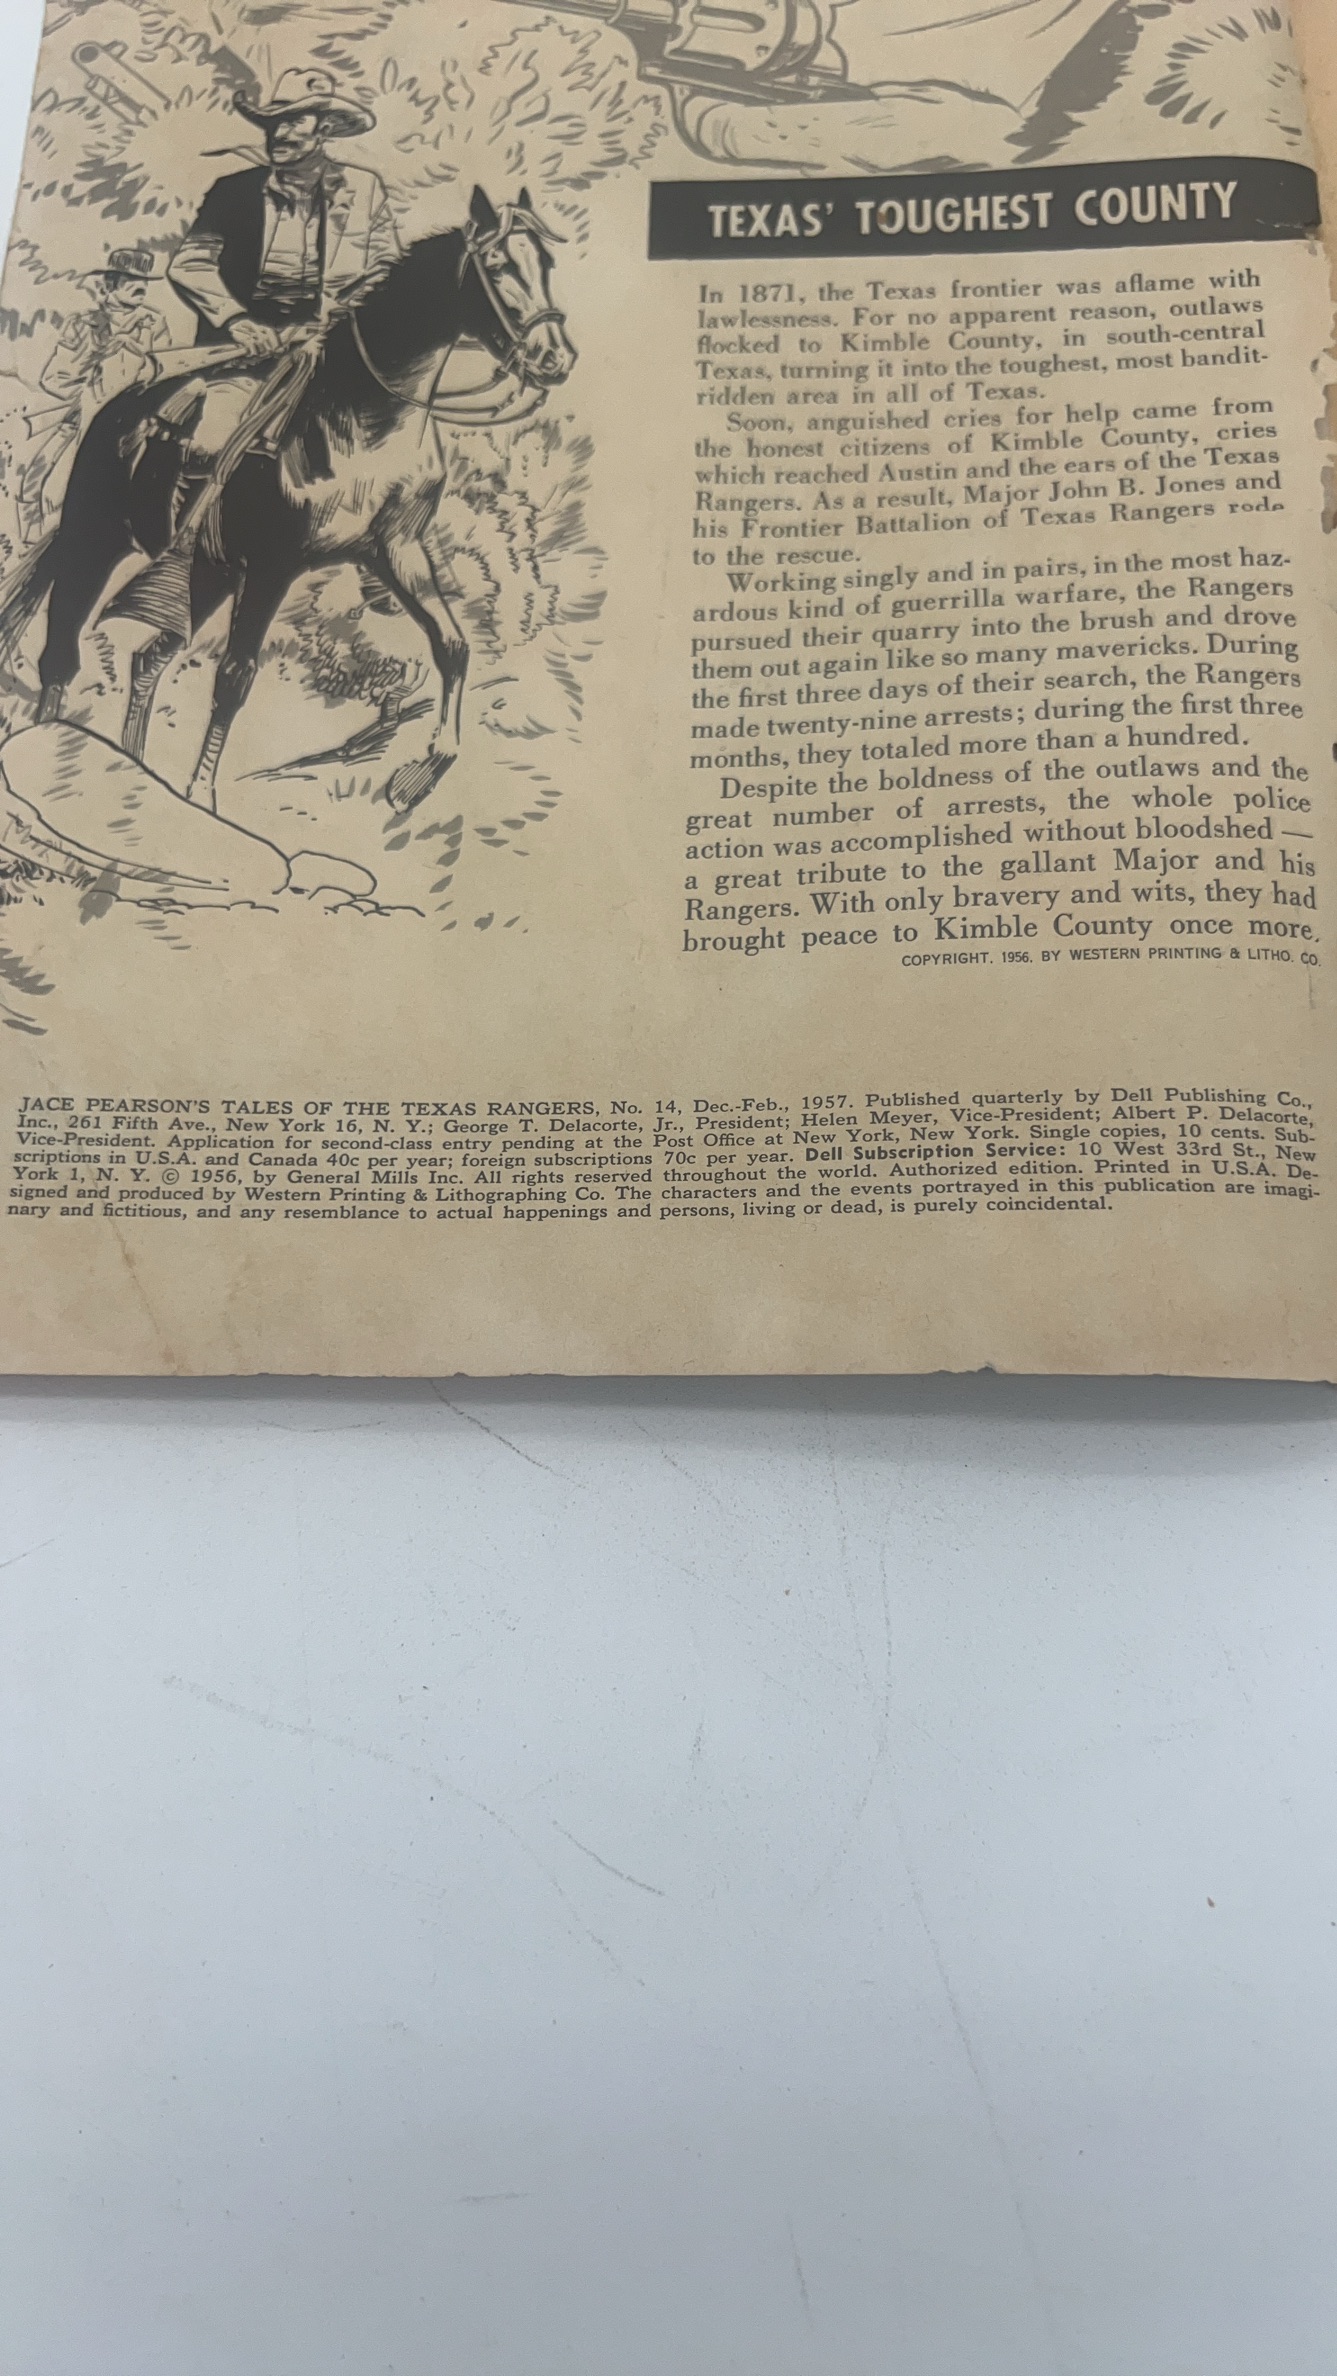 TEXAS' TOUGHEST COUNTY
In 1871, the Texas frontier was aflame with
lawlessness. For no apparent reason, outlaws
flocked to Kimble County, in south-central
Texas, turning it into the toughest, most bandit-
ridden area in all of Texas.
Soon, anguished cries for help came from
the honest citizens of Kimble County, cries
which reached Austin and the ears of the Texas
Rangers. As a result, Major John B. Jones and
his Frontier Battalion of Texas Rangers rode
to the rescue.
Working singly and in pairs, in the most haz-
ardous kind of guerrilla warfare, the Rangers
pursued their quarry into the brush and drove
them out again like so many mavericks. During
the first three days of their search, the Rangers
made twenty-nine arrests; during the first three
months, they totaled more than a hundred.
Despite the boldness of the outlaws and the
great number of arrests, the whole police
action was accomplished without bloodshed —
a great tribute to the gallant Major and his
Rangers. With only bravery and wits, they had
brought peace to Kimble County once more.
COPYRIGHT, 1956, BY WESTERN PRINTING & LITHO. CO.
JACE PEARSON'S TALES OF THE TEXAS RANGERS, No. 14, Dec.-Feb., 1957. Published quarterly by Dell Publishing Co.,
Inc., 261 Fifth Ave., New York 16, N. Y.; George T. Delacorte, Jr., President; Helen Meyer, Vice-President; Albert P. Delacorte,
Vice-President. Application for second-class entry pending at the Post Office at New York, New York. Single copies, 10 cents. Sub-
scriptions in U.S.A. and Canada 40c per year; foreign subscriptions 70c per year. Dell Subscription Service: 10 West 33rd St., New
York 1, N. Y. © 1956, by General Mills Inc. All rights reserved throughout the world. Authorized edition. Printed in U.S.A. De-
signed and produced by Western Printing & Lithographing Co. The characters and the events portrayed in this publication are imagi-
nary and fictitious, and any resemblance to actual happenings and persons, living or dead, is purely coincidental.